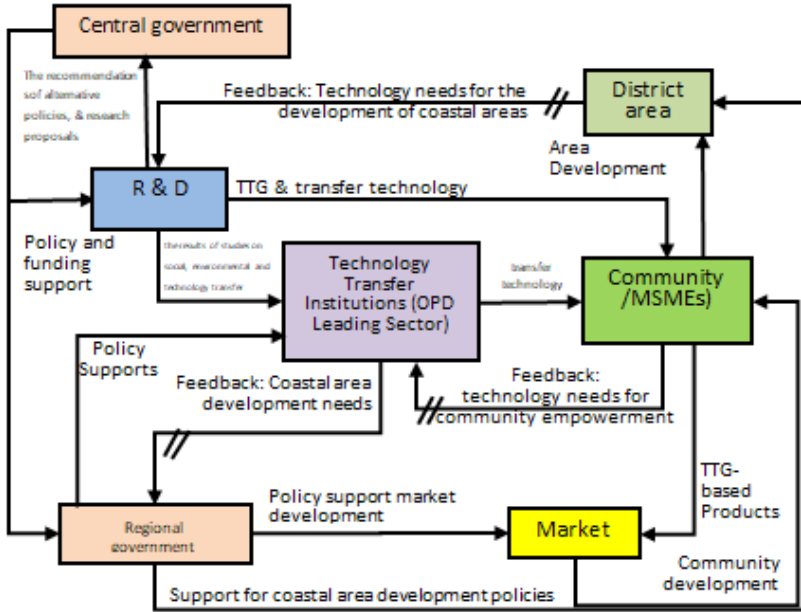 Central government
The recommendation
sof alternative
policies, & research
proposals
Feedback: Technology needs for the
development of coastal areas
District
area
Area
Development
R & D
TTG & transfer technology
Policy and
funding
support
the results of studies on
social, environmental and
technology transfer
Technology
Transfer
Institutions (OPD
Leading Sector)
transfer
technology
Community
/MSMEs)
Policy
Supports
Feedback: Coastal area
development needs
Feedback:
technology needs for
community empowerment
TTG-
based
Products
Regional
government
Policy support market
development
Market
Community
development
Support for coastal area development policies